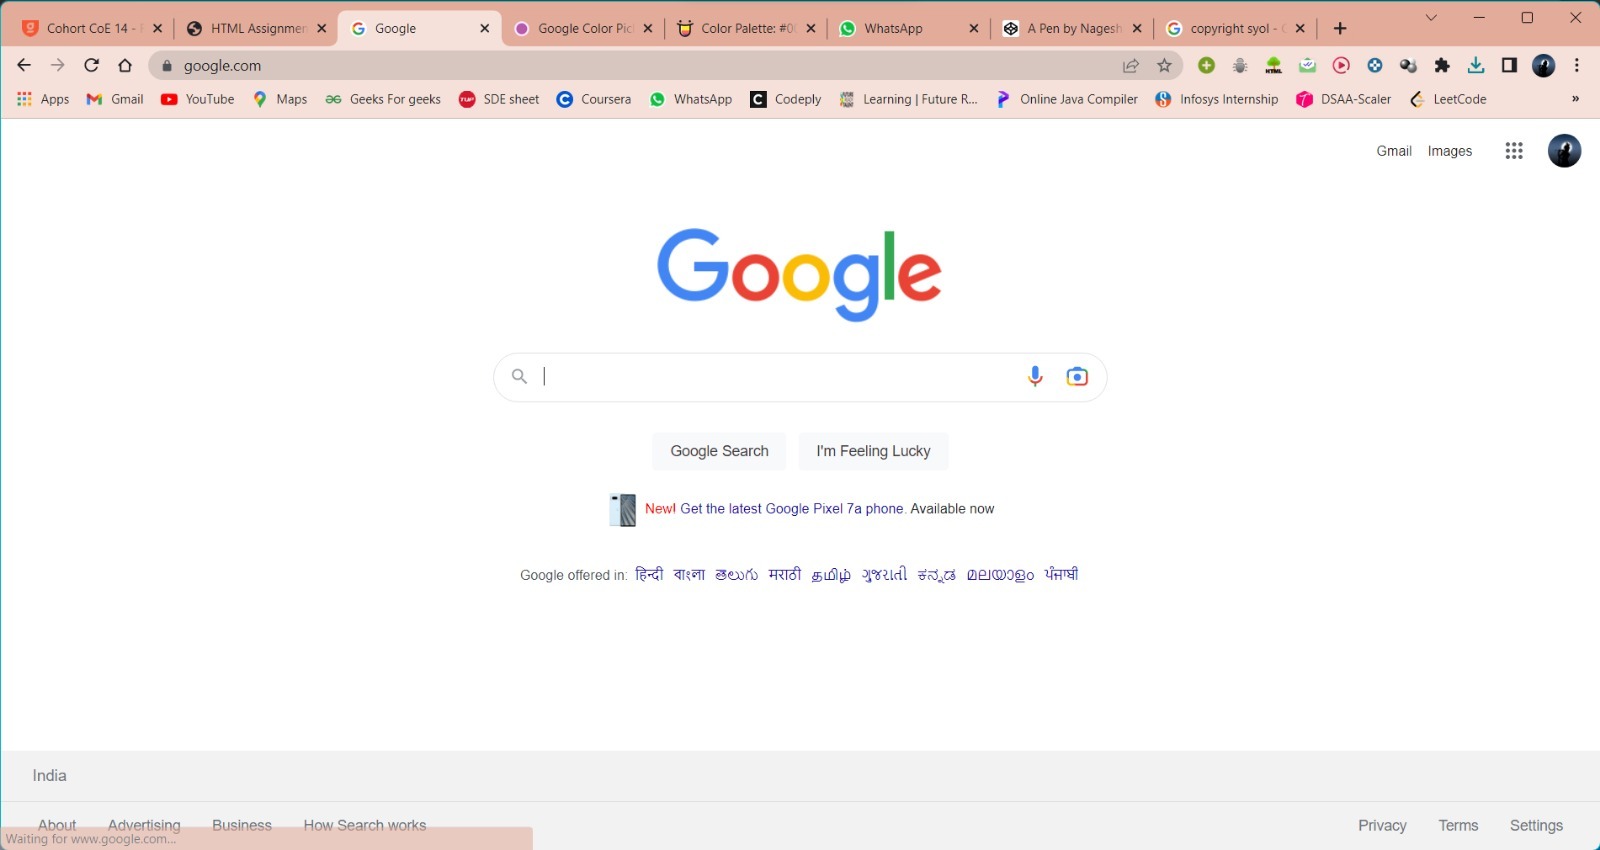 Cohort CoE 14 - HTML Assignmen Google Google Color Pic Color Palette: #0 WhatsApp A Pen by Nagesh copyright syol -
google.com
Apps Gmail YouTube Maps Geeks For geeks SDE sheet Coursera WhatsApp Codeply Learning | Future R... Online Java Compiler Infosys Internship DSAA-Scaler LeetCode »
Gmail Images
Google
Google Search I'm Feeling Lucky
New! Get the latest Google Pixel 7a phone. Available now
Google offered in: हिन्दी বাংলা తెలుగు मराठी தமிழ் ગુજરાતી ಕನ್ನಡ മലയാളം ਪੰਜਾਬੀ
India
About Advertising Business How Search works Privacy Terms Settings
Waiting for www.google.com...